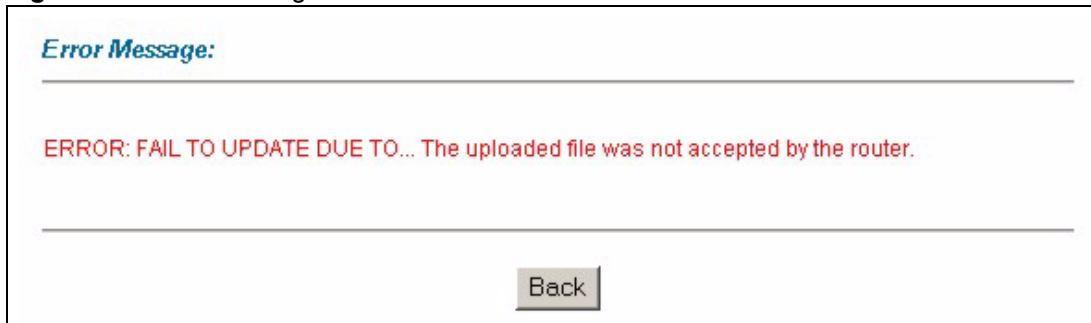 Error Message:
ERROR: FAIL TO UPDATE DUE TO... The uploaded file was not accepted by the router.
Back